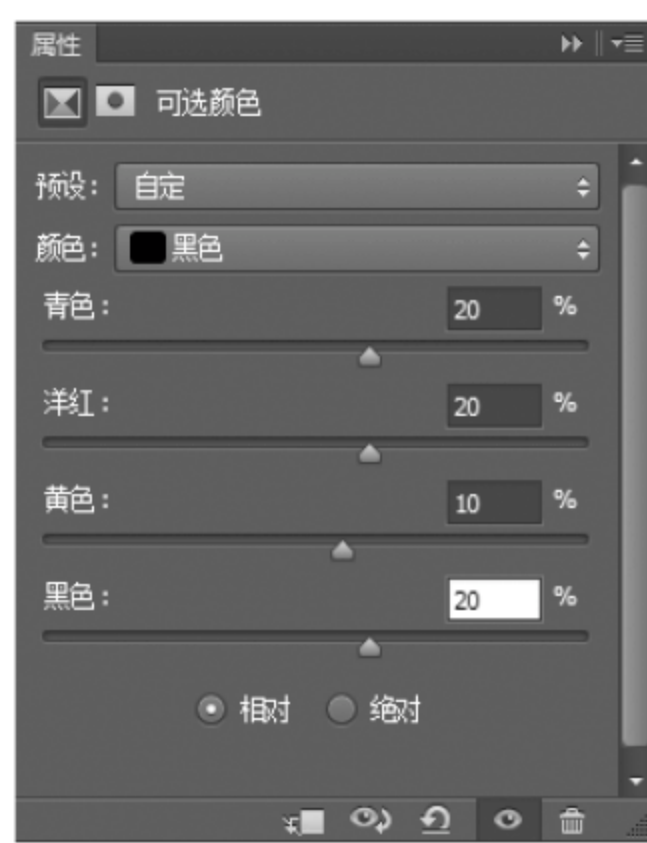 属性
可选颜色
预设： 自定
颜色： 黑色
青色： 20 %
洋红： 20 %
黄色： 10 %
黑色： 20 %
相对 绝对